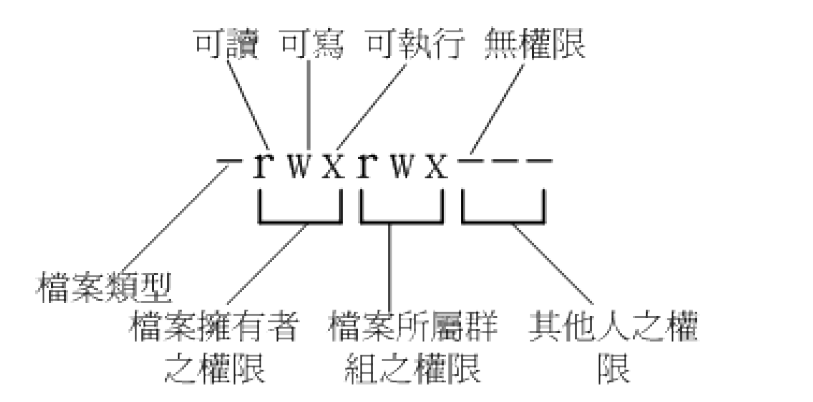 可讀 可寫 可執行 無權限
-rwxrwx---
檔案類型
檔案擁有者
之權限
檔案所屬群
組之權限
其他人之權
限